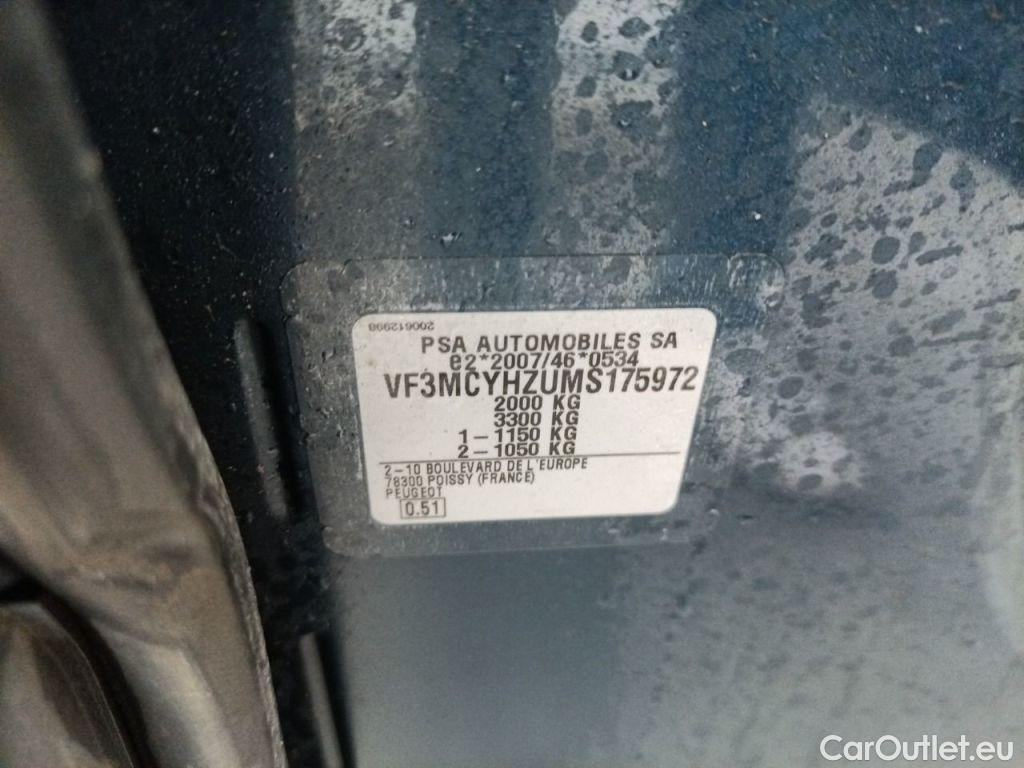 200612998
PSA AUTOMOBILES SA
e2*2007/46*0534
VF3MCYHZUMS175972
2000 KG
3300 KG
1-1150 KG
2-1050 KG
2-10 BOULEVARD DE L'EUROPE
78300 POISSY (FRANCE)
PEUGEOT
0.51
CarOutlet.eu